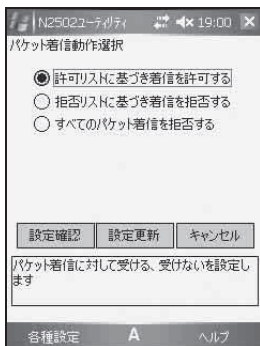 N2502ユーティリティ 19:00
パケット着信動作選択
許可リストに基づき着信を許可する
拒否リストに基づき着信を拒否する
すべてのパケット着信を拒否する
設定確認 設定更新 キャンセル
パケット着信に対して受ける、受けないを設定し
ます
各種設定 A ヘルプ